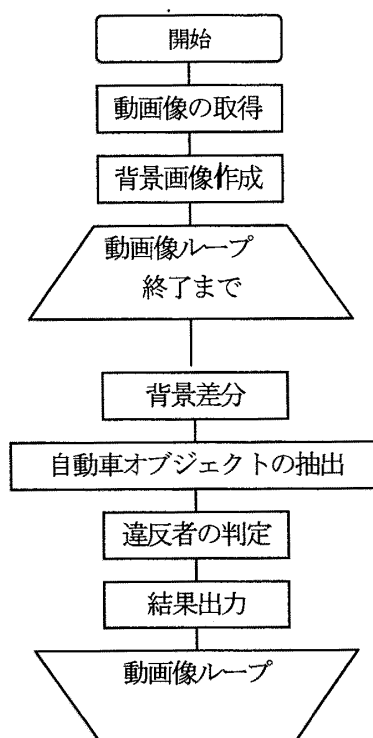 開始
動画像の取得
背景画像作成
動画像ループ
終了まで
背景差分
自動車オブジェクトの抽出
違反者の判定
結果出力
動画像ループ